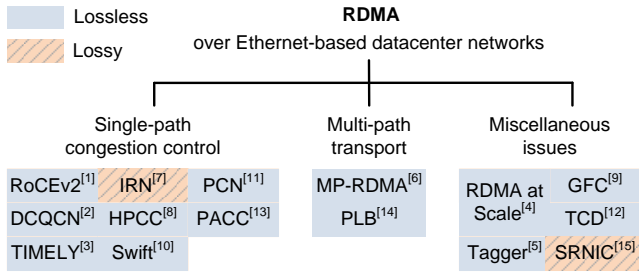 Lossless
Lossy
RDMA
over Ethernet-based datacenter networks
Single-path
congestion control
Multi-path
transport
Miscellaneous
issues
RoCEv2[1] IRN[7] PCN[11]
DCQCN[2] HPCC[8] PACC[13]
TIMELY[3] Swift[10]
MP-RDMA[6]
PLB[14]
RDMA at
Scale[4]
GFC[9]
TCD[12]
Tagger[5] SRNIC[15]